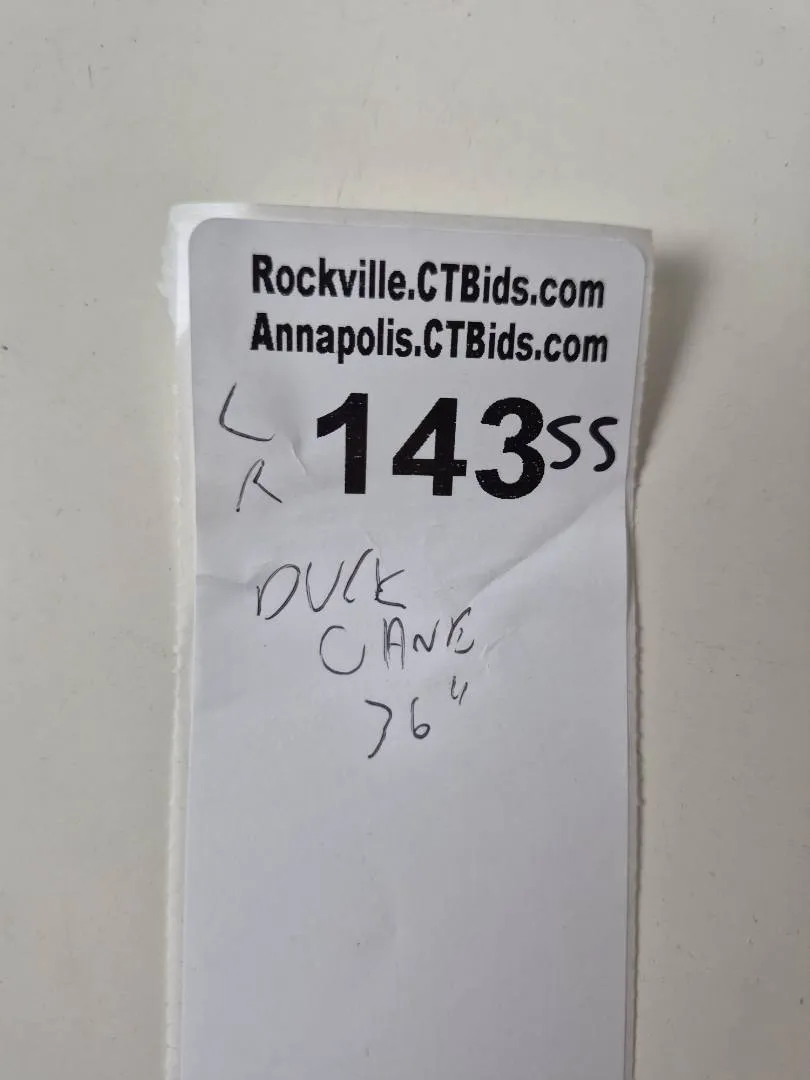 Rockville.CTBids.com
Annapolis.CTBids.com
L 143SS
R
DUCK
CANE
36"